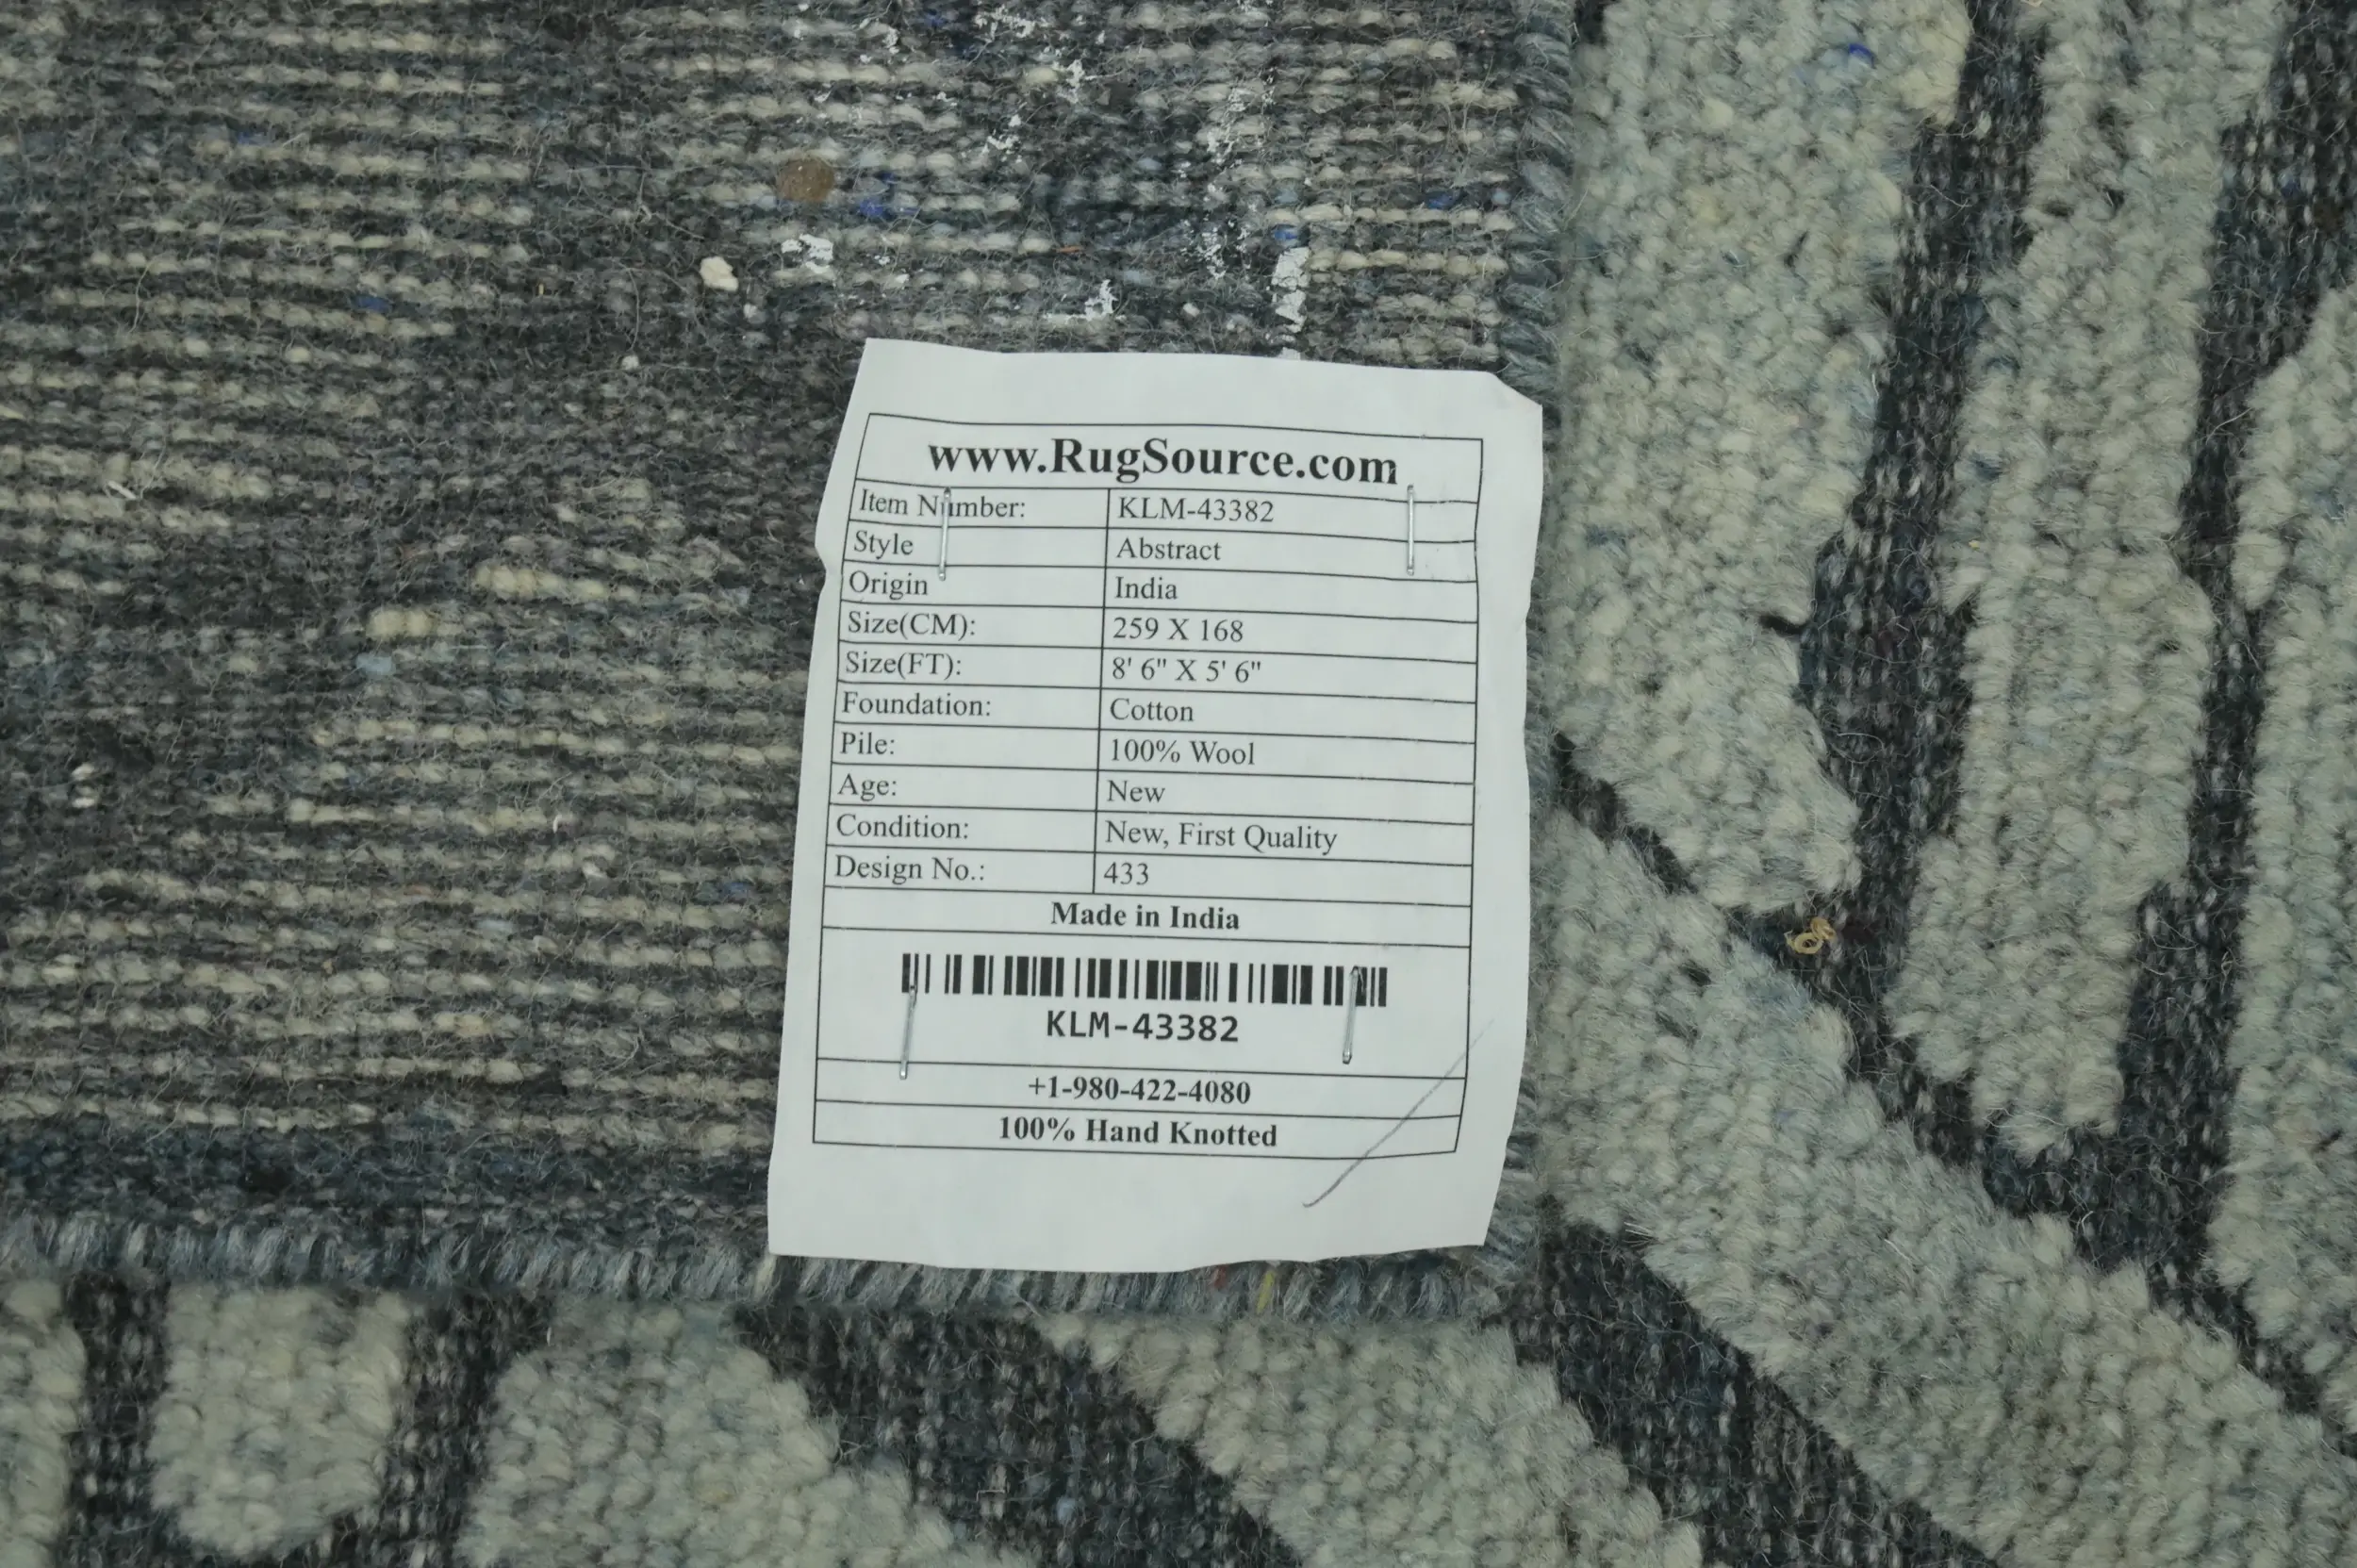 www.RugSource.com
Item Number: KLM-43382
Style Abstract
Origin India
Size(CM): 259 X 168
Size(FT): 8' 6" X 5' 6"
Foundation: Cotton
Pile: 100% Wool
Age: New
Condition: New, First Quality
Design No.: 433
Made in India
KLM-43382
+1-980-422-4080
100% Hand Knotted